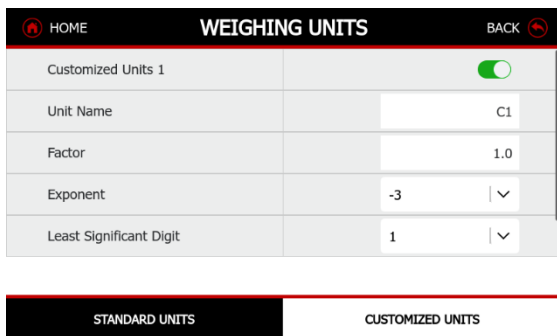 HOME WEIGHING UNITS BACK
Customized Units 1
Unit Name C1
Factor 1.0
Exponent -3
Least Significant Digit 1
STANDARD UNITS CUSTOMIZED UNITS